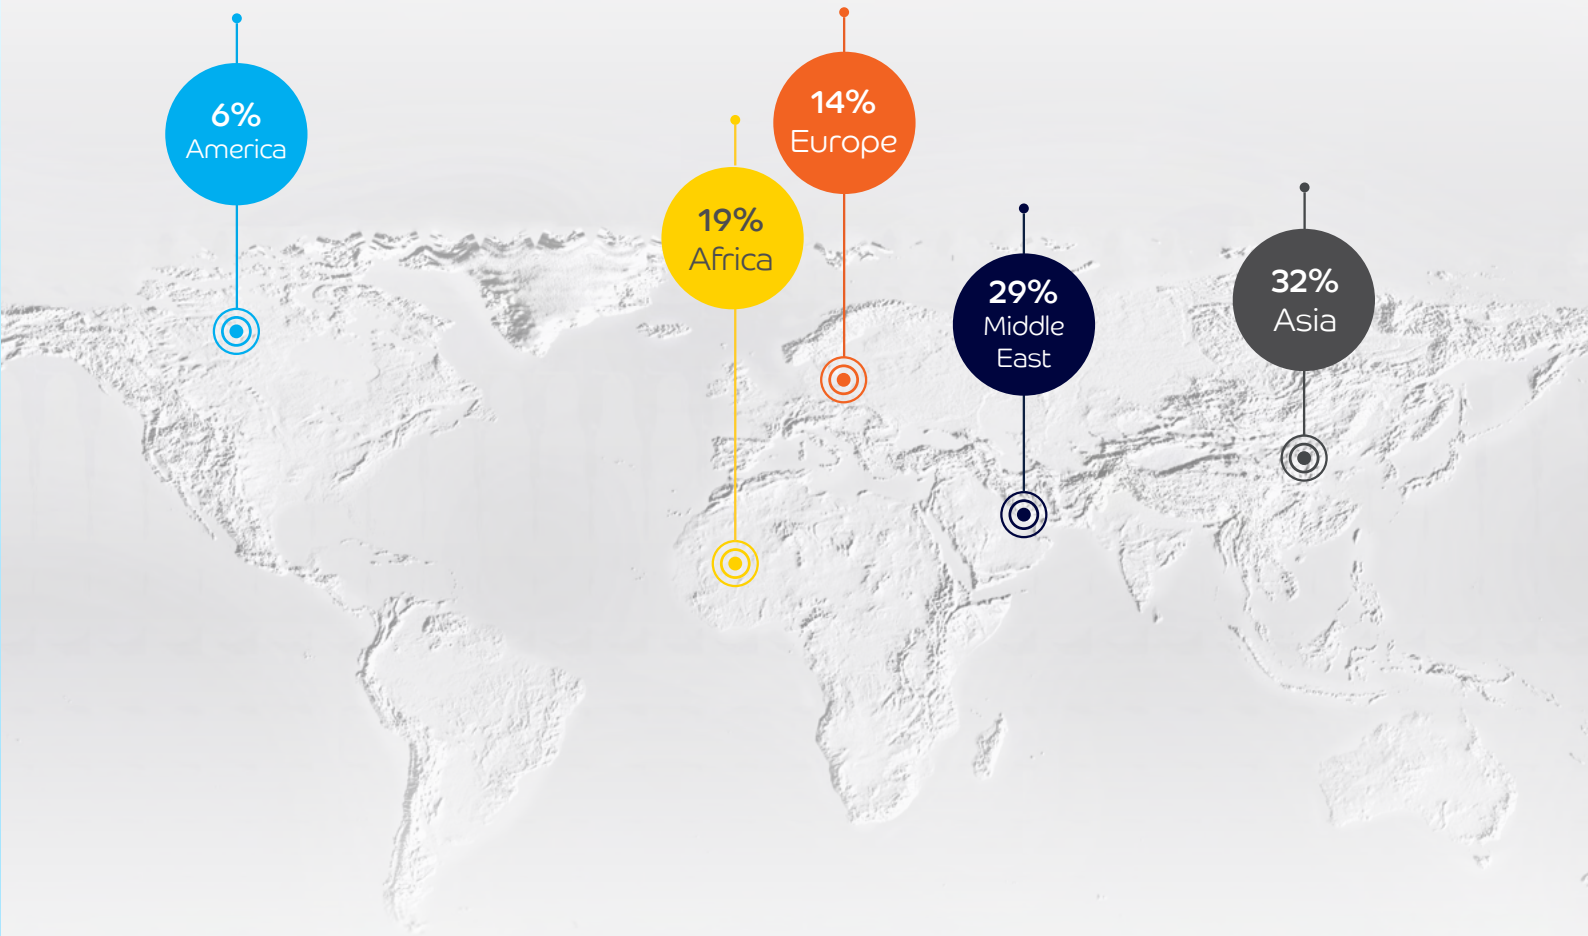 6%
America
14%
Europe
19%
Africa
29%
Middle
East
32%
Asia